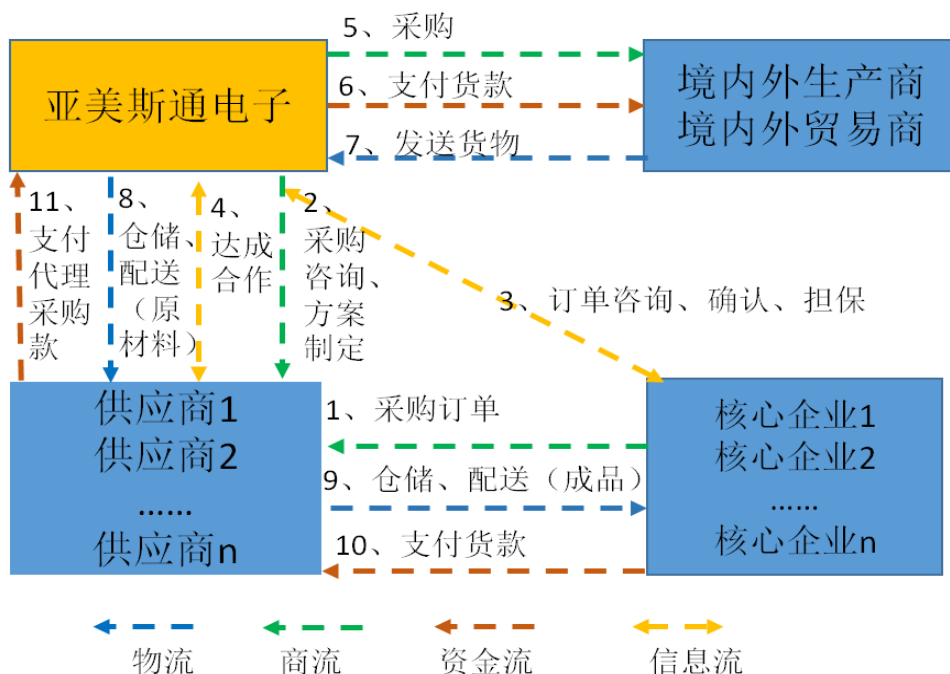 5、采购
亚美斯通电子
6、支付货款
境内外生产商
境内外贸易商
7、发送货物
11、
支付
代理
采购
款
8、
仓储、
配送
（原
材料）
4、
达成
合作
2、
采购
咨询、
方案
制定
3、订单咨询、确认、担保
供应商1
供应商2
……
供应商n
1、采购订单
9、仓储、配送（成品）
10、支付货款
核心企业1
核心企业2
……
核心企业n
物流
商流
资金流
信息流